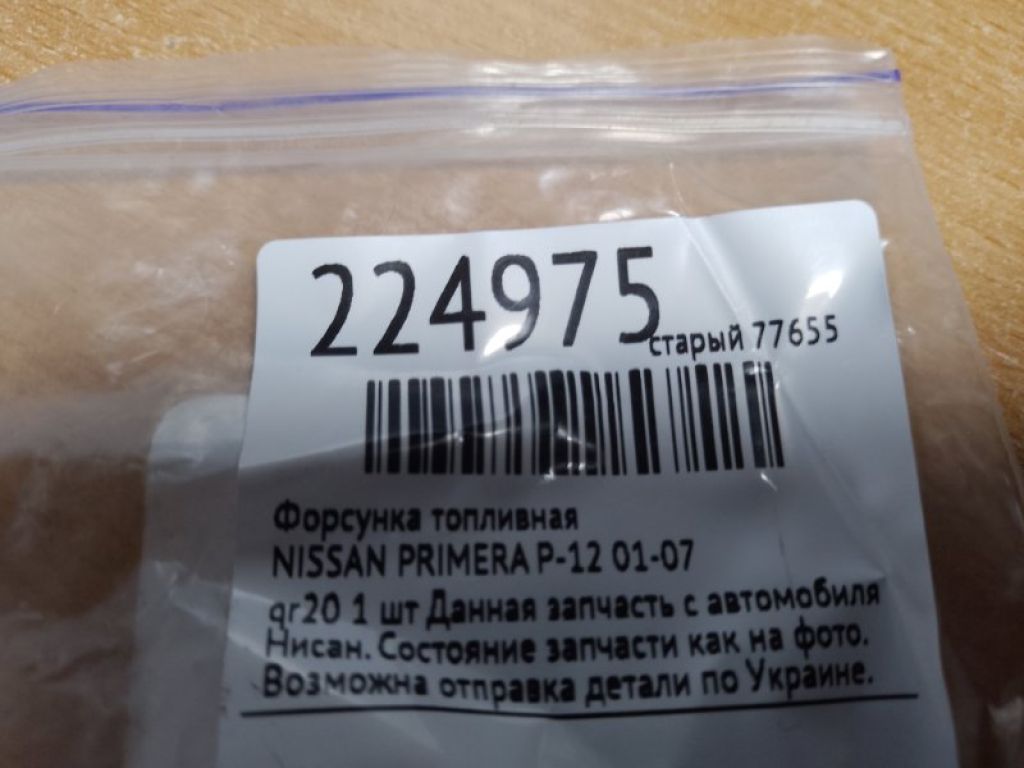 224975
старый 77655
Форсунка топливная
NISSAN PRIMERA P-12 01-07
qr20 1 шт Данная запчасть с автомобиля
Нисан. Состояние запчасти как на фото.
Возможна отправка детали по Украине.